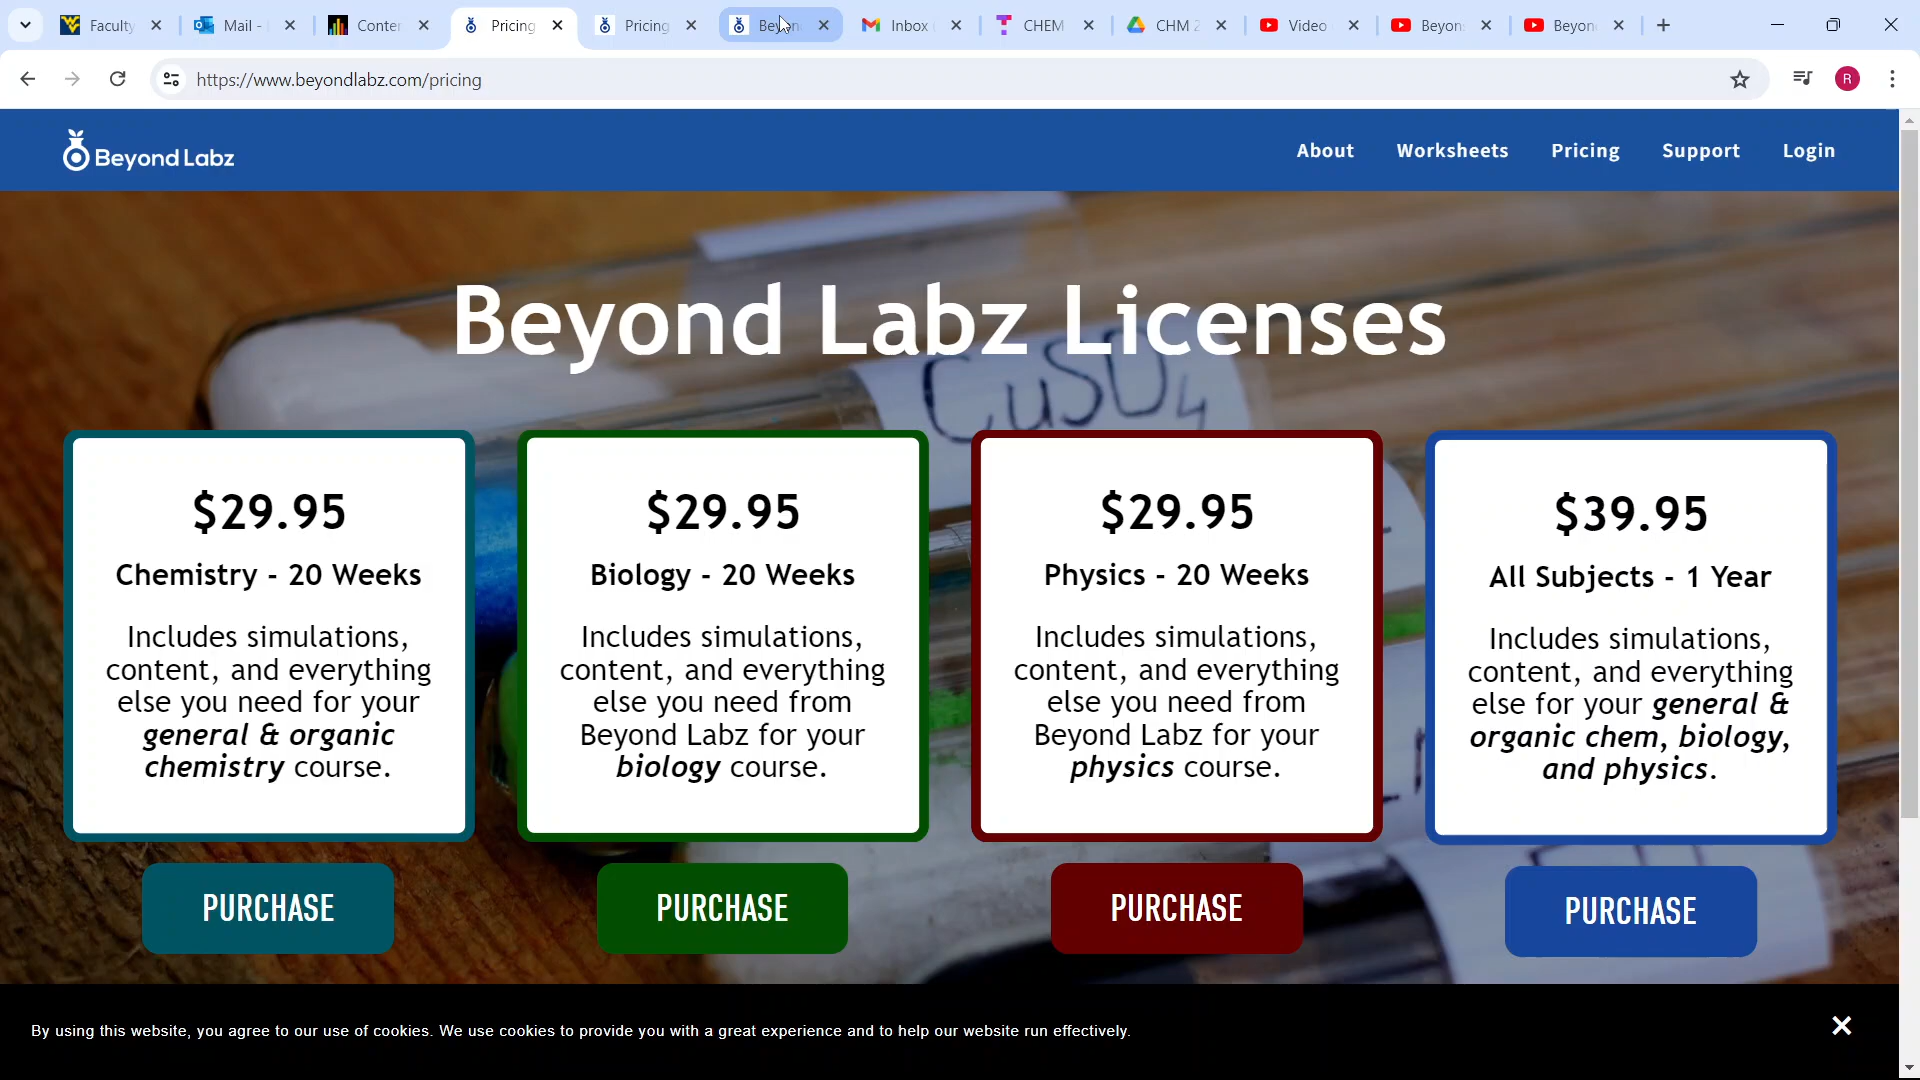 Faculty
Mail -
Conter
Pricing
Pricing
Beyon
Inbox
CHEM
CHM 2
Video
Beyon
Beyon
https://www.beyondlabz.com/pricing
R
Beyond Labz
About
Worksheets
Pricing
Support
Login
Beyond Labz Licenses
CuSO4
$29.95
Chemistry - 20 Weeks
Includes simulations,
content, and everything
else you need for your
general & organic
chemistry course.
PURCHASE
$29.95
Biology - 20 Weeks
Includes simulations,
content, and everything
else you need from
Beyond Labz for your
biology course.
PURCHASE
$29.95
Physics - 20 Weeks
Includes simulations,
content, and everything
else you need from
Beyond Labz for your
physics course.
PURCHASE
$39.95
All Subjects - 1 Year
Includes simulations,
content, and everything
else for your general &
organic chem, biology,
and physics.
PURCHASE
By using this website, you agree to our use of cookies. We use cookies to provide you with a great experience and to help our website run effectively.